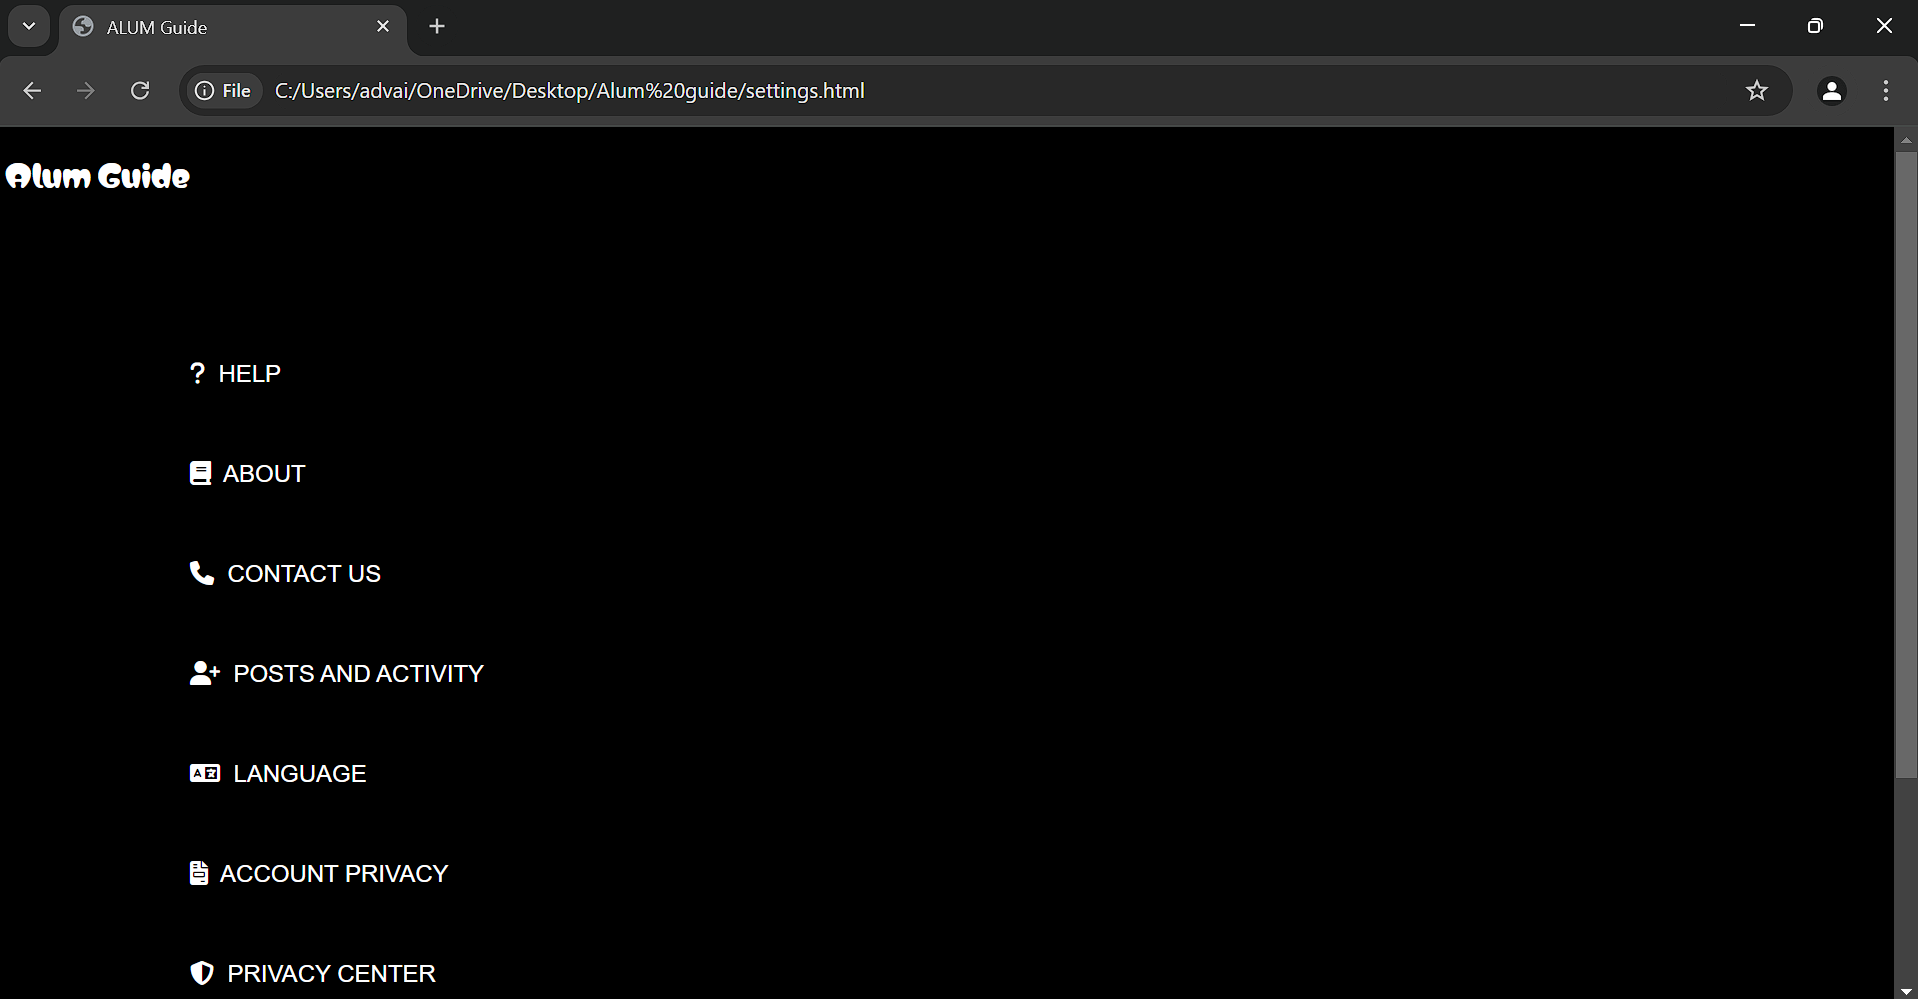 ALUM Guide
File C:/Users/advai/OneDrive/Desktop/Alum%20guide/settings.html
Alum Guide
? HELP
ABOUT
CONTACT US
POSTS AND ACTIVITY
LANGUAGE
ACCOUNT PRIVACY
PRIVACY CENTER